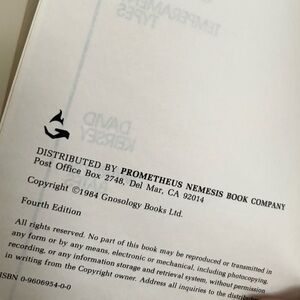 TEMPERAMENT
TYPES
DAVID
KEIRSEY
DISTRIBUTED BY PROMETHEUS NEMESIS BOOK COMPANY
Post Office Box 2748, Del Mar, CA 92014
Copyright ©1984 Gnosology Books Ltd.
Fourth Edition
All rights reserved. No part of this book may be reproduced or transmitted in
any form or by any means, electronic or mechanical, including photocopying,
recording, or any information storage and retrieval system, without permission
in writing from the Copyright owner. Address all inquiries to the distributor
ISBN 0-9606954-0-0